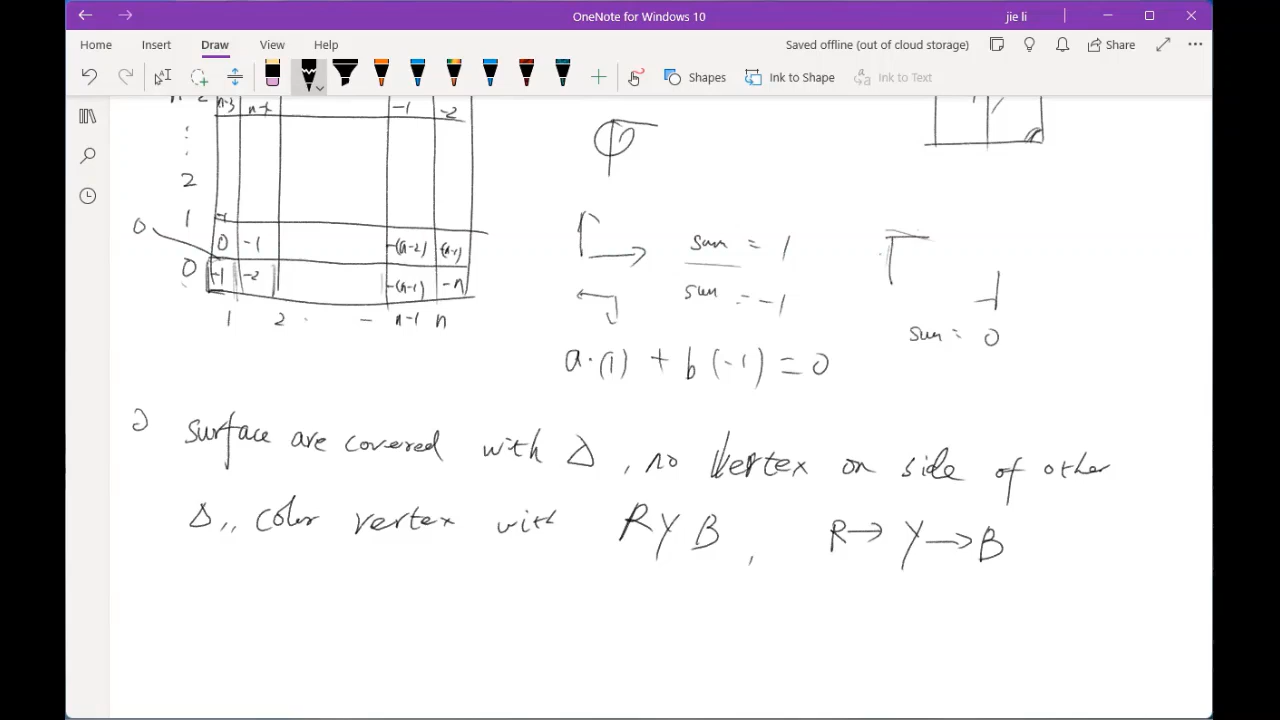 OneNote for Windows 10
jie li
Home Insert Draw View Help
Saved offline (out of cloud storage)
Share
Shapes
Ink to Shape
Ink to Text
n-3 -1 -2
2
1
0
0 -1 -(n-2) -(n-1)
0 -1 -2 -(n-1) -n
1 2 - n-1 n
sum = 1
sum = -1
sum = 0
a·(1) + b(-1) = 0
surface are covered with Δ, no vertex on side of other
Δ,, color vertex with R Y B, R→ Y→B